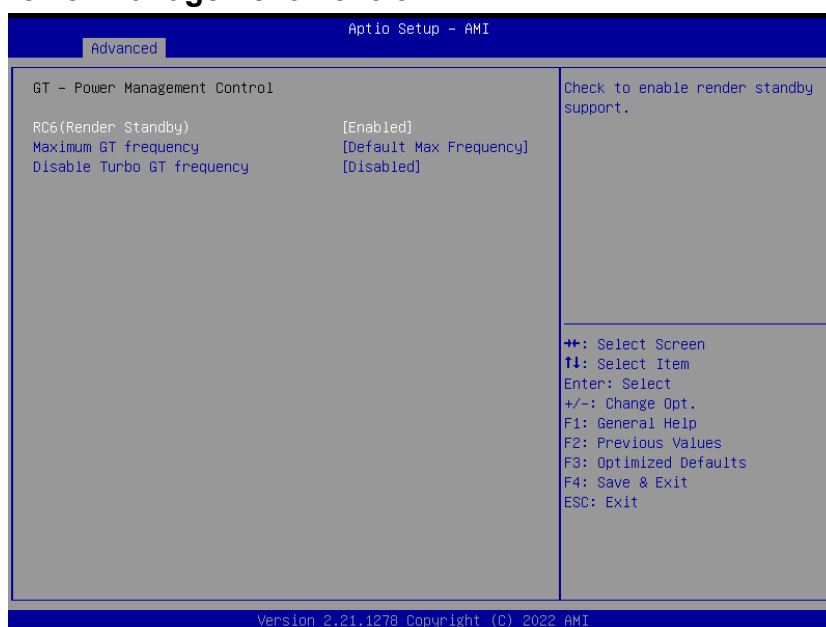 Aptio Setup – AMI
Advanced
GT – Power Management Control
RC6(Render Standby) [Enabled]
Maximum GT frequency [Default Max Frequency]
Disable Turbo GT frequency [Disabled]
Check to enable render standby
support.
→←: Select Screen
↑↓: Select Item
Enter: Select
+/-: Change Opt.
F1: General Help
F2: Previous Values
F3: Optimized Defaults
F4: Save & Exit
ESC: Exit
Version 2.21.1278 Copyright (C) 2022 AMI